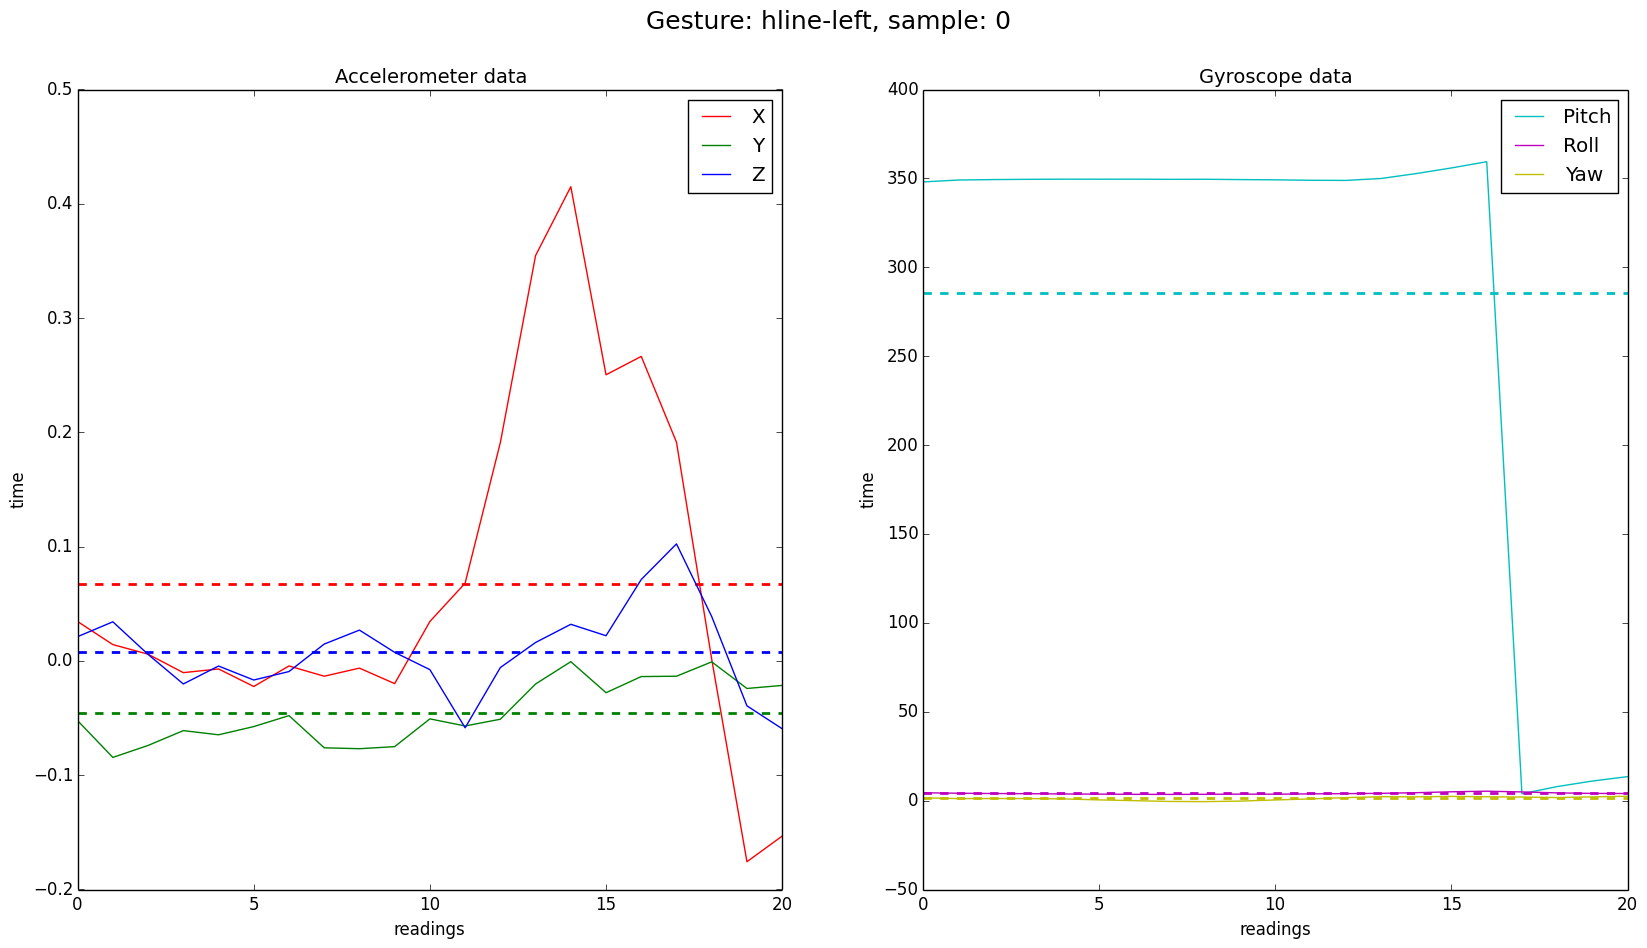 Gesture: hline-left, sample: 0
Accelerometer data
0.5
0.4
0.3
0.2
0.1
0.0
−0.1
−0.2
time
0
5
10
15
20
readings
X
Y
Z
Gyroscope data
400
350
300
250
200
150
100
50
0
−50
time
0
5
10
15
20
readings
Pitch
Roll
Yaw